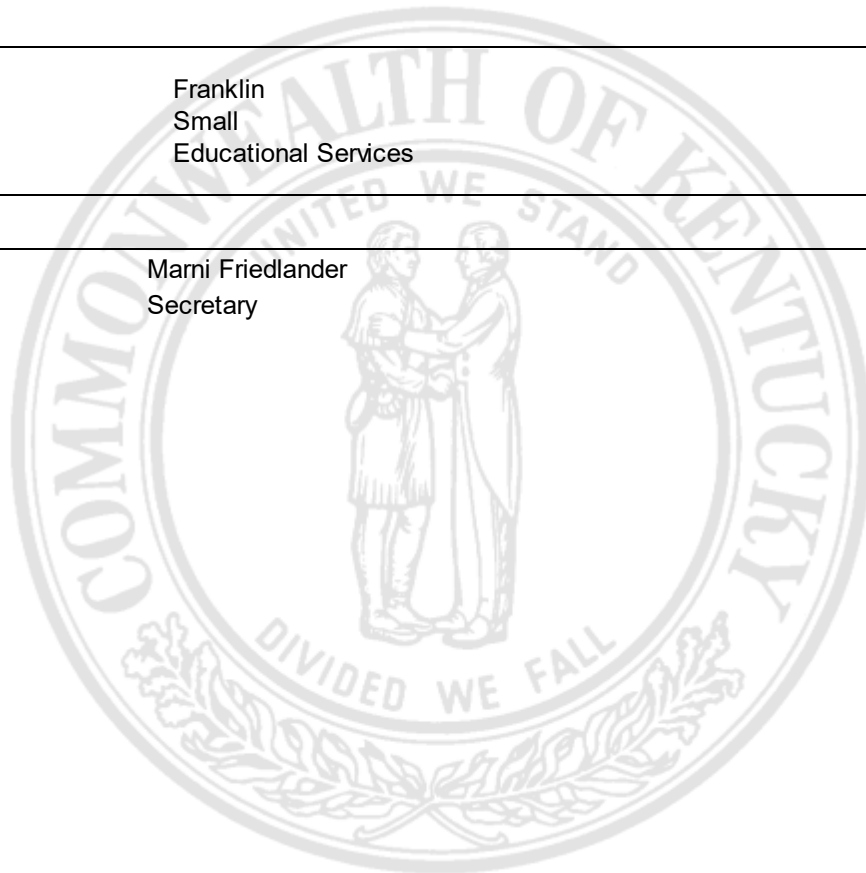 Franklin
Small
Educational Services
Marni Friedlander
Secretary
COMMONWEALTH OF KENTUCKY
UNITED WE STAND
DIVIDED WE FALL